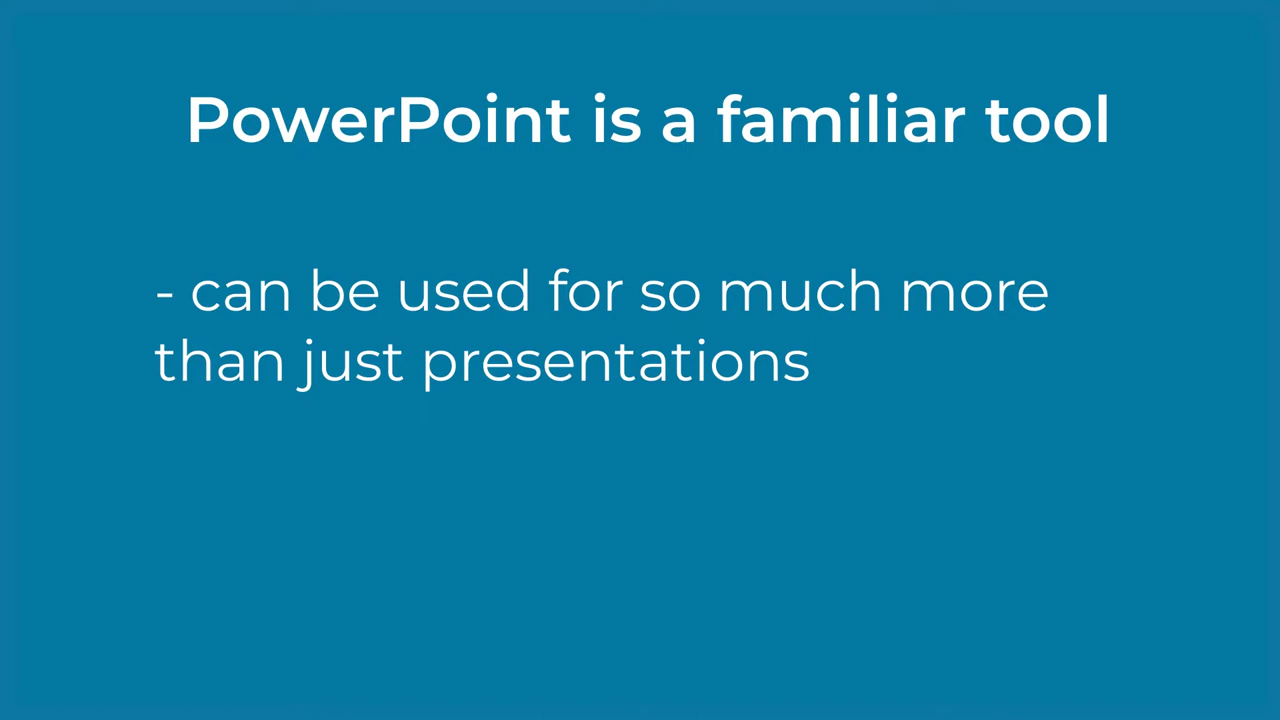 PowerPoint is a familiar tool
- can be used for so much more
than just presentations